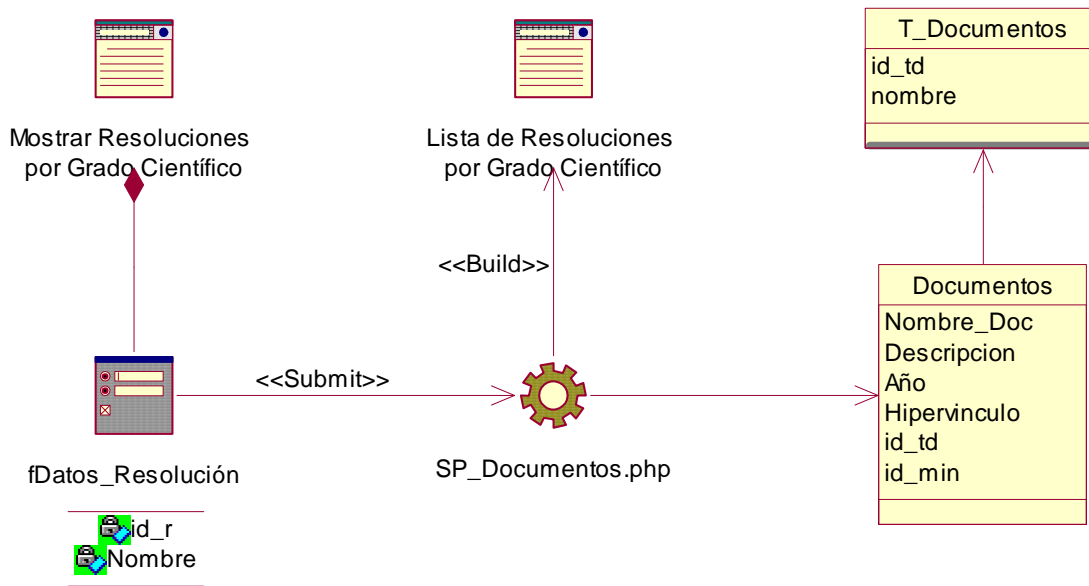 Mostrar Resoluciones
por Grado Científico
Lista de Resoluciones
por Grado Científico
T_Documentos
id_td
nombre
<<Build>>
<<Submit>>
fDatos_Resolución
id_r
Nombre
SP_Documentos.php
Documentos
Nombre_Doc
Descripcion
Año
Hipervinculo
id_td
id_min